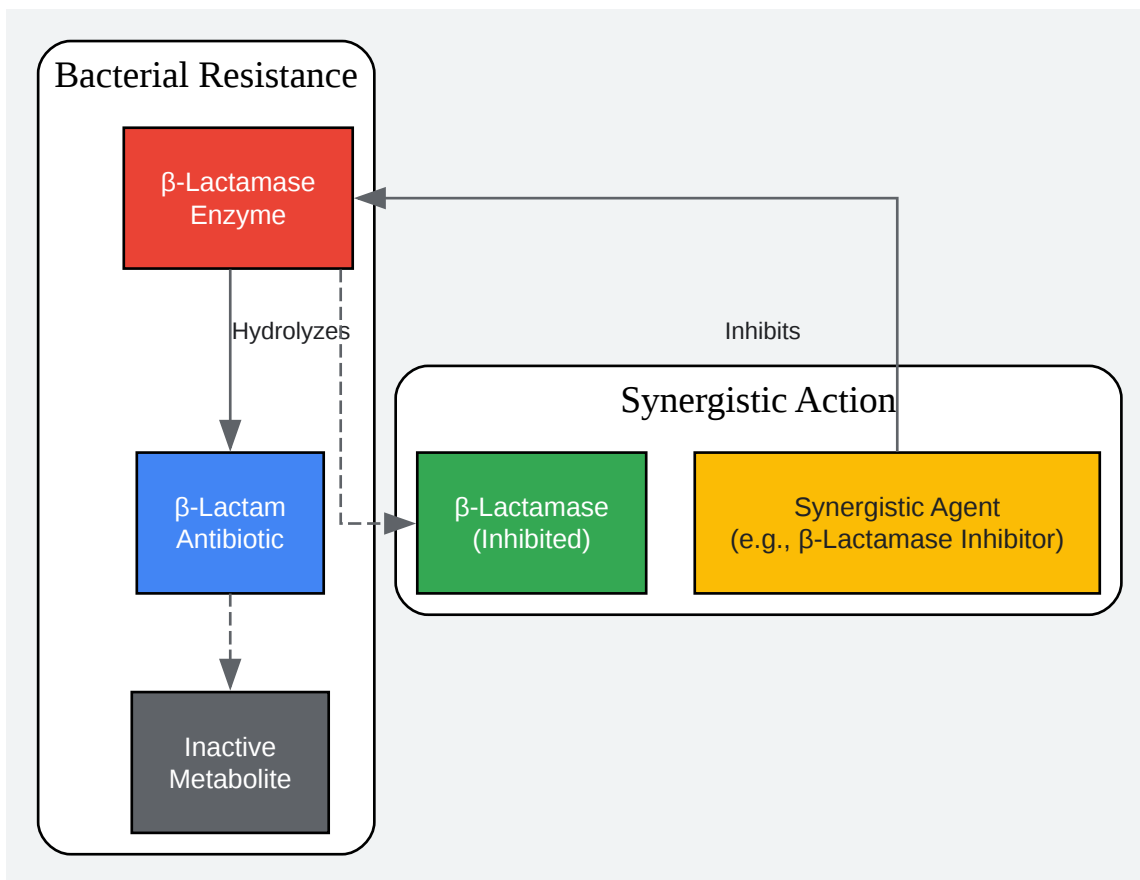 Bacterial Resistance
β-Lactamase
Enzyme
Hydrolyzes
Inhibits
Synergistic Action
β-Lactam
Antibiotic
β-Lactamase
(Inhibited)
Synergistic Agent
(e.g., β-Lactamase Inhibitor)
Inactive
Metabolite